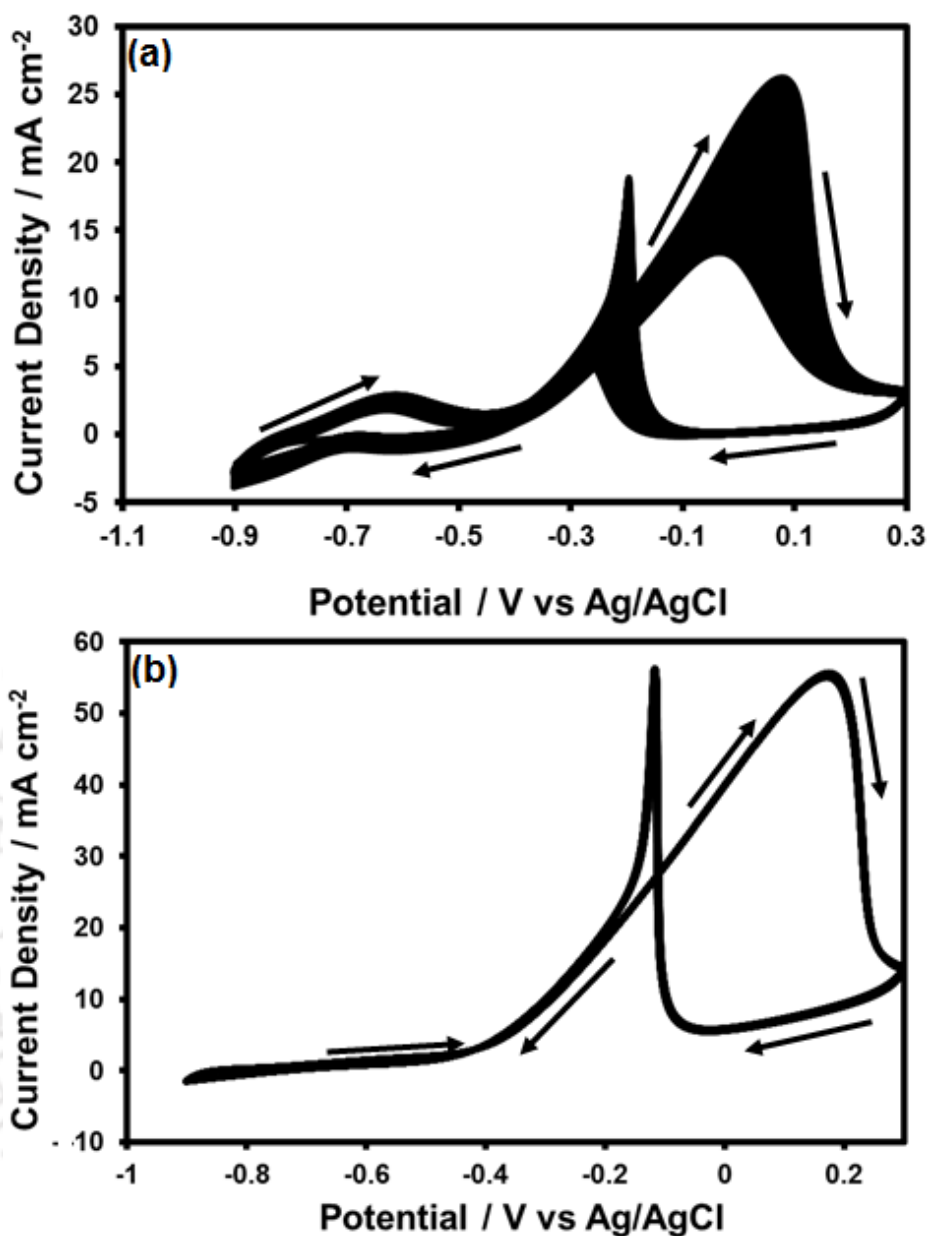 (a)
Current Density / mA cm-2
30
25
20
15
10
5
0
-5
-1.1 -0.9 -0.7 -0.5 -0.3 -0.1 0.1 0.3
Potential / V vs Ag/AgCl
(b)
Current Density / mA cm-2
60
50
40
30
20
10
0
-10
-1 -0.8 -0.6 -0.4 -0.2 0 0.2
Potential / V vs Ag/AgCl